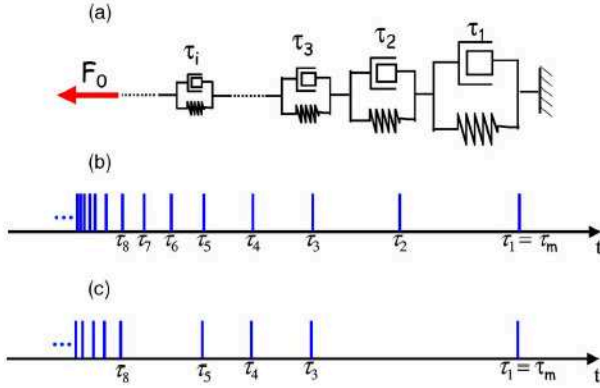 (a)
F₀ τᵢ τ₃ τ₂ τ₁
(b)
... τ₈ τ₇ τ₆ τ₅ τ₄ τ₃ τ₂ τ₁ = τₘ t
(c)
... τ₈ τ₅ τ₄ τ₃ τ₁ = τₘ t